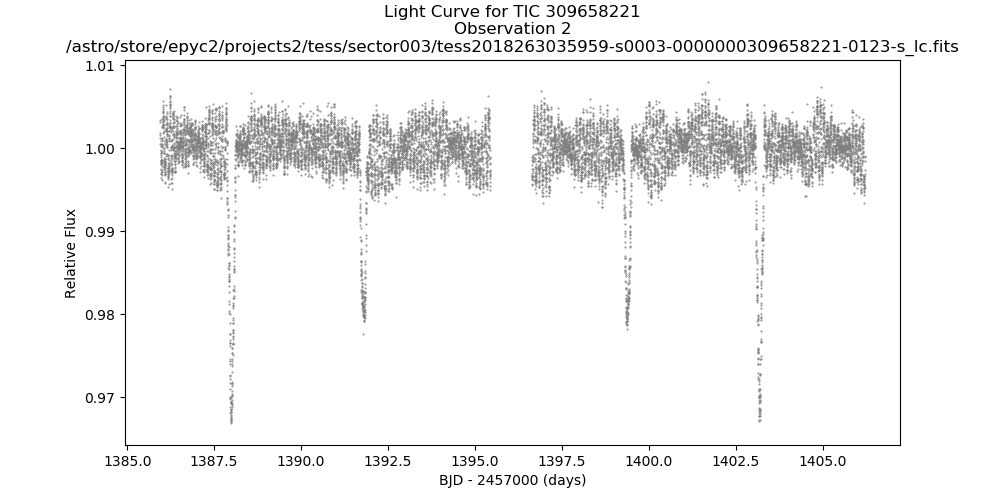 Light Curve for TIC 309658221
Observation 2
/astro/store/epyc2/projects2/tess/sector003/tess2018263035959-s0003-0000000309658221-0123-s_lc.fits
1.01
1.00
0.99
0.98
0.97
Relative Flux
1385.0 1387.5 1390.0 1392.5 1395.0 1397.5 1400.0 1402.5 1405.0
BJD - 2457000 (days)